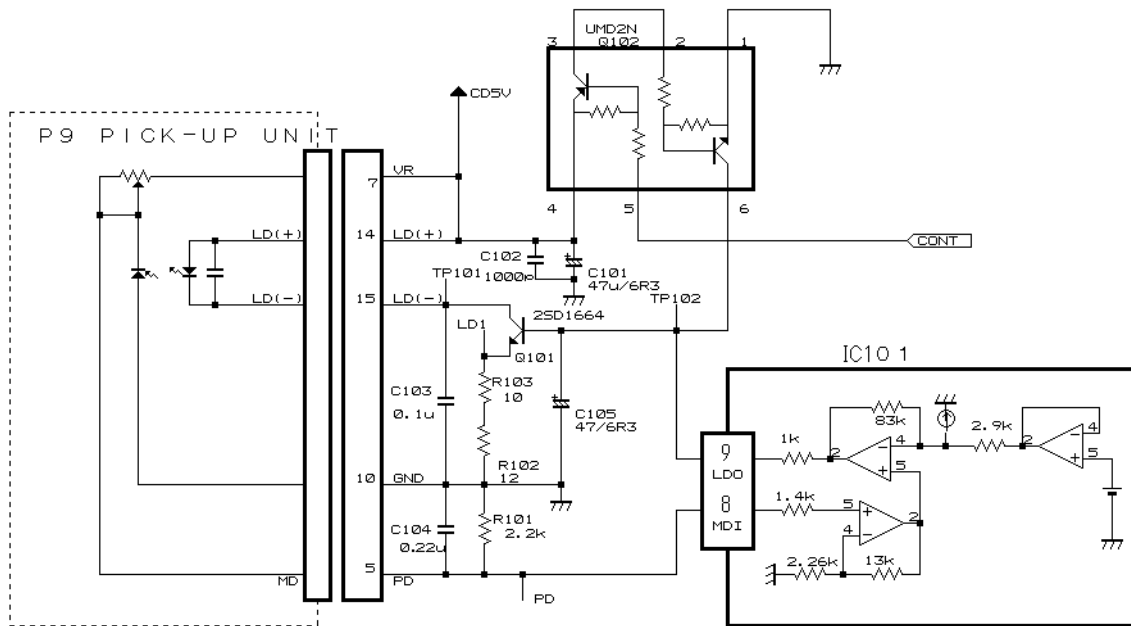 UMD2N
3 Q102 2 1
CD5V
P9 PICK-UP UNIT
7 VR
4 5 6
LD(+) 14 LD(+)
CONT
C102
1000p
C101
47u/6R3
TP101
TP102
LD(-) 15 LD(-)
2SD1664
LD1
Q101
IC101
R103
10
C103
0.1u
C105
47/6R3
83k
2.9k
2 4
5
1k
2 4
5
9
LDO
R102
12
10 GND
8
MDI
1.4k
5
4
2
R101
2.2k
C104
0.22u
2.26k
13k
5 PD
MD
PD